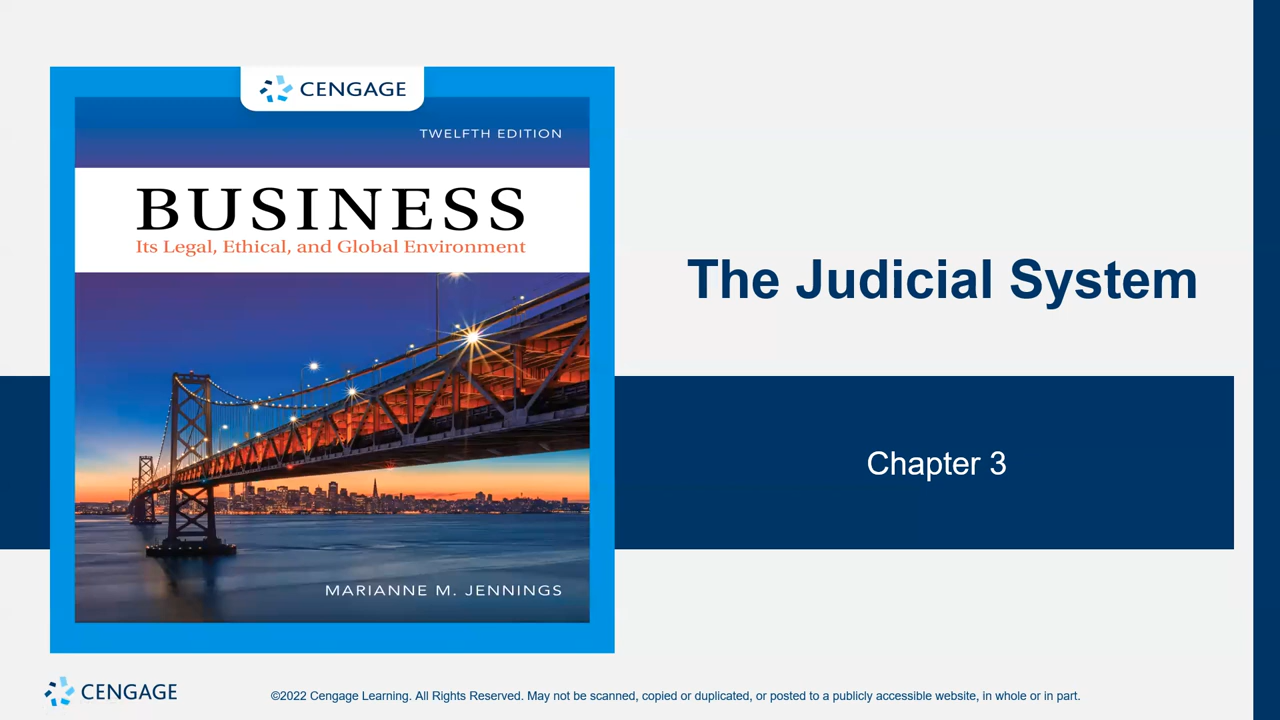 CENGAGE
TWELFTH EDITION
BUSINESS
Its Legal, Ethical, and Global Environment
MARIANNE M. JENNINGS
The Judicial System
Chapter 3
CENGAGE
©2022 Cengage Learning. All Rights Reserved. May not be scanned, copied or duplicated, or posted to a publicly accessible website, in whole or in part.